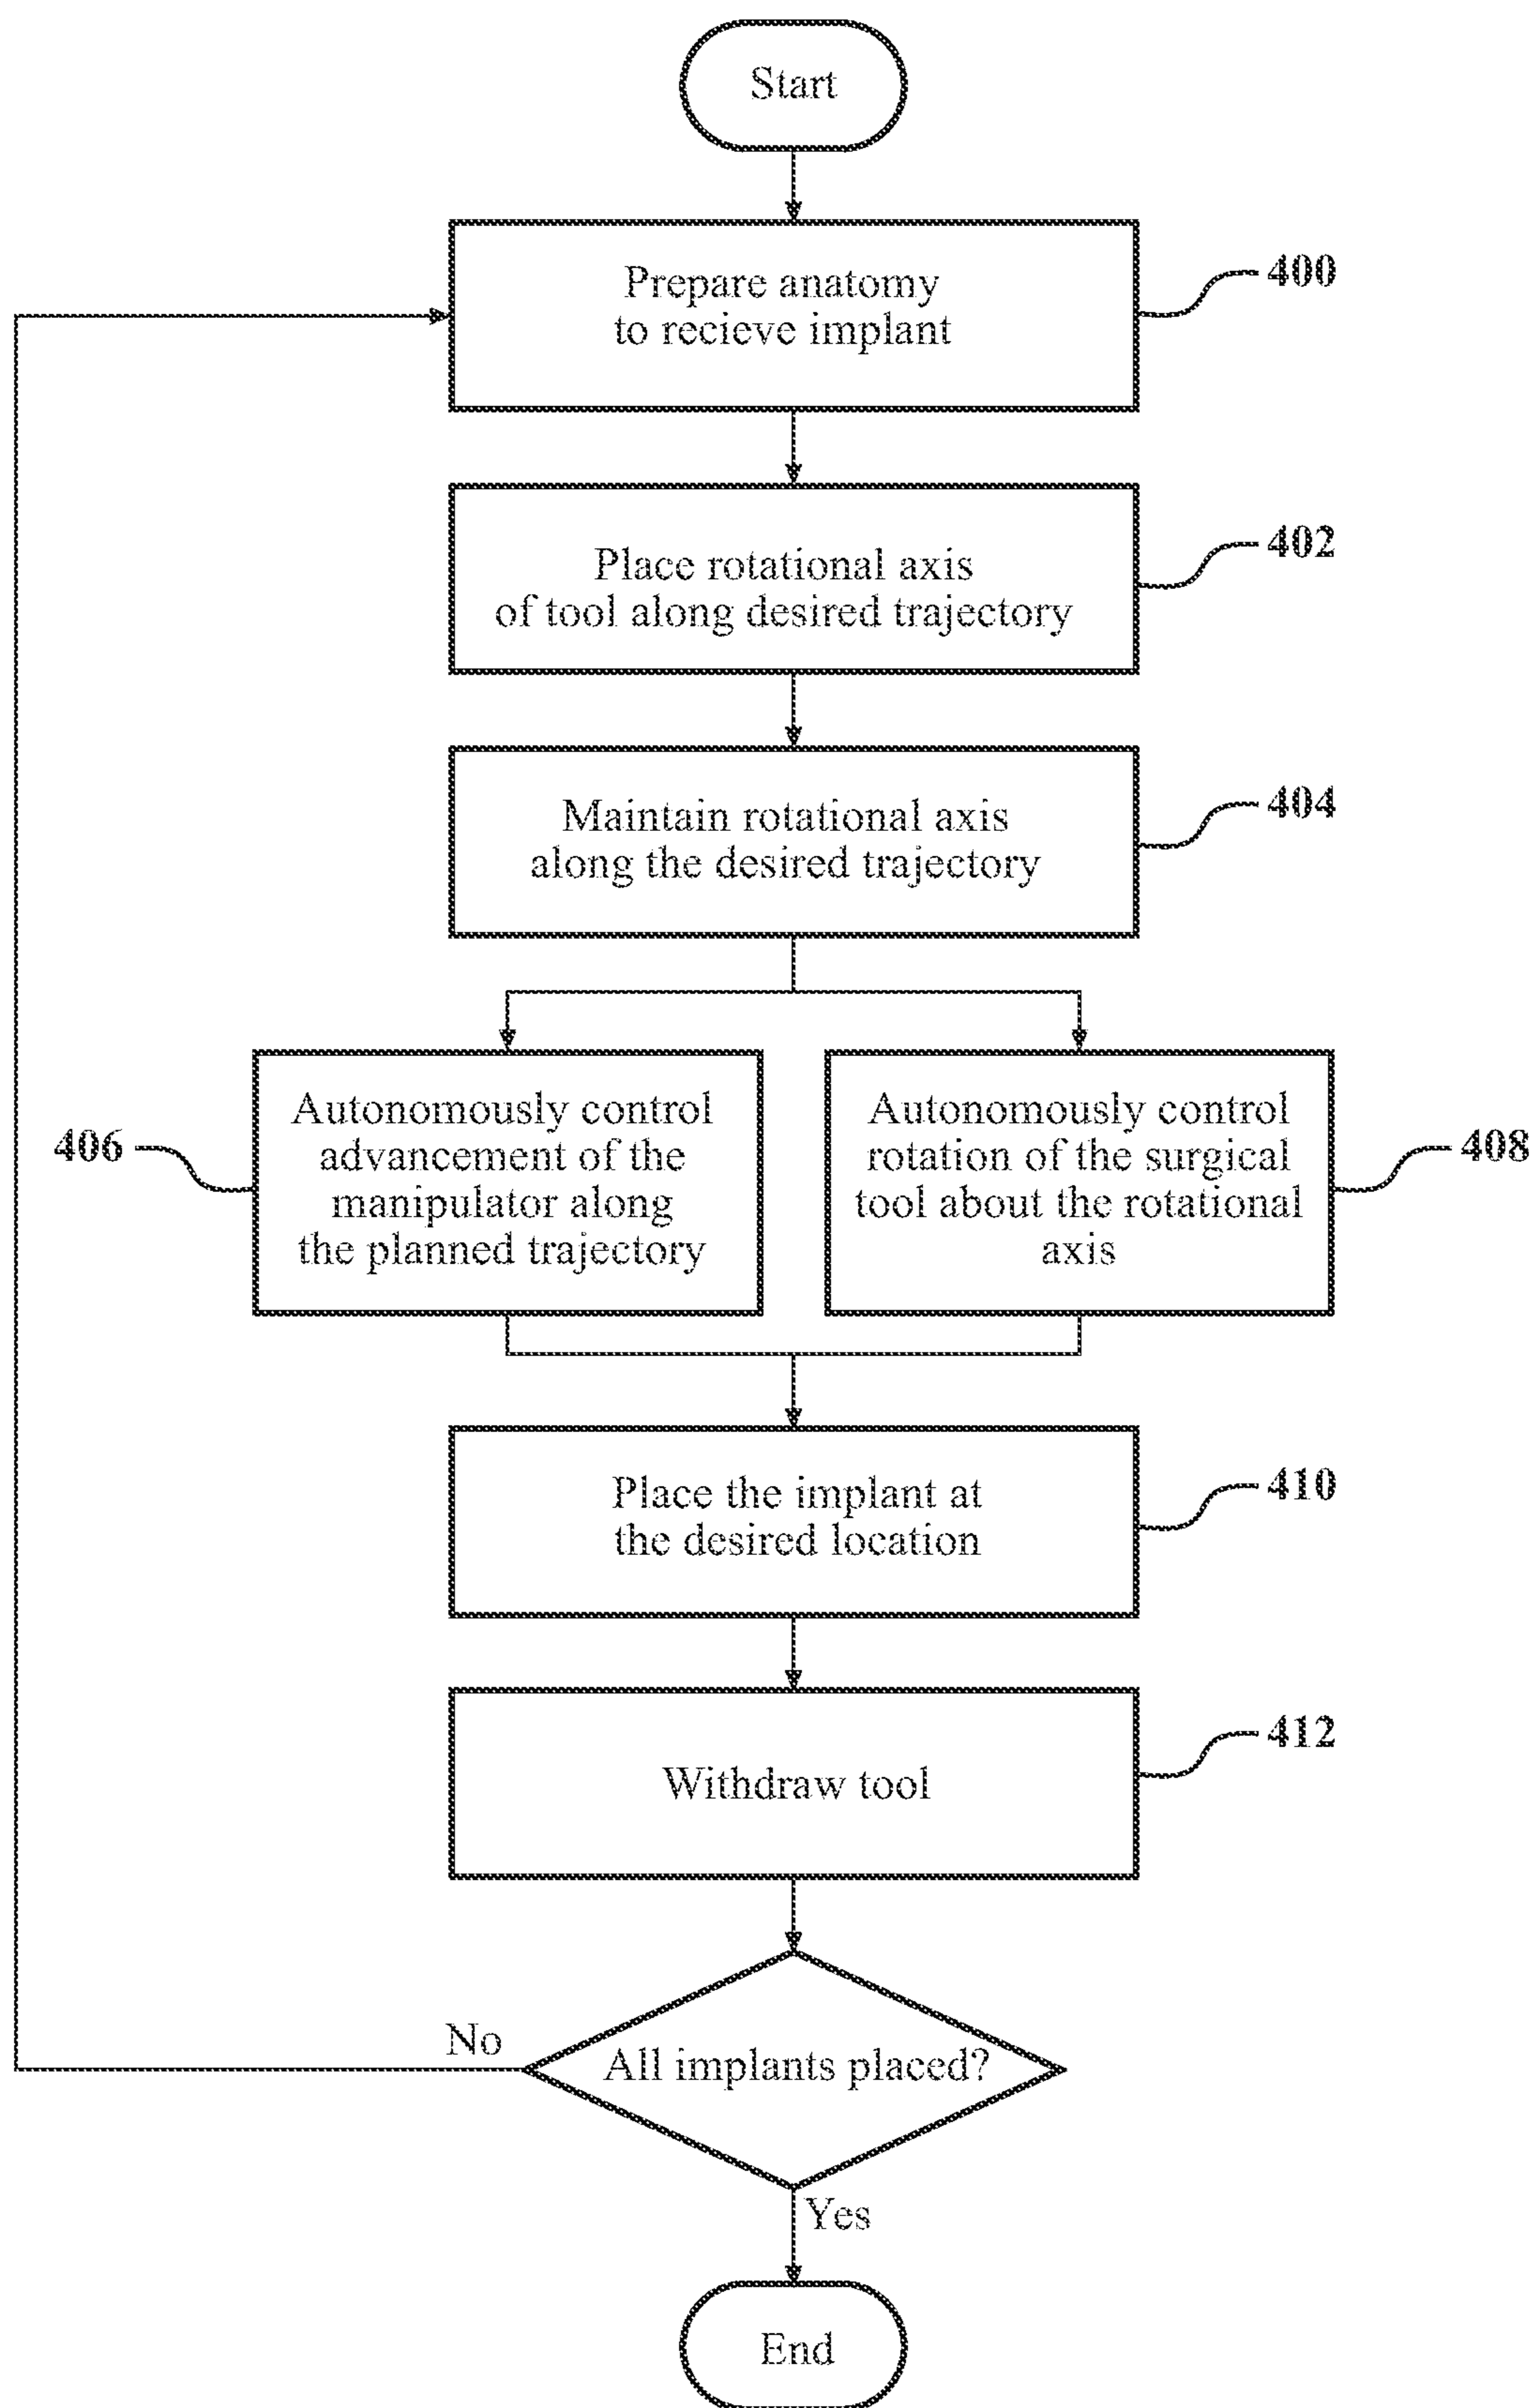 Start
Prepare anatomy
to recieve implant
400
Place rotational axis
of tool along desired trajectory
402
Maintain rotational axis
along the desired trajectory
404
406
Autonomously control
advancement of the
manipulator along
the planned trajectory
Autonomously control
rotation of the surgical
tool about the rotational
axis
408
Place the implant at
the desired location
410
Withdraw tool
412
All implants placed?
No
Yes
End